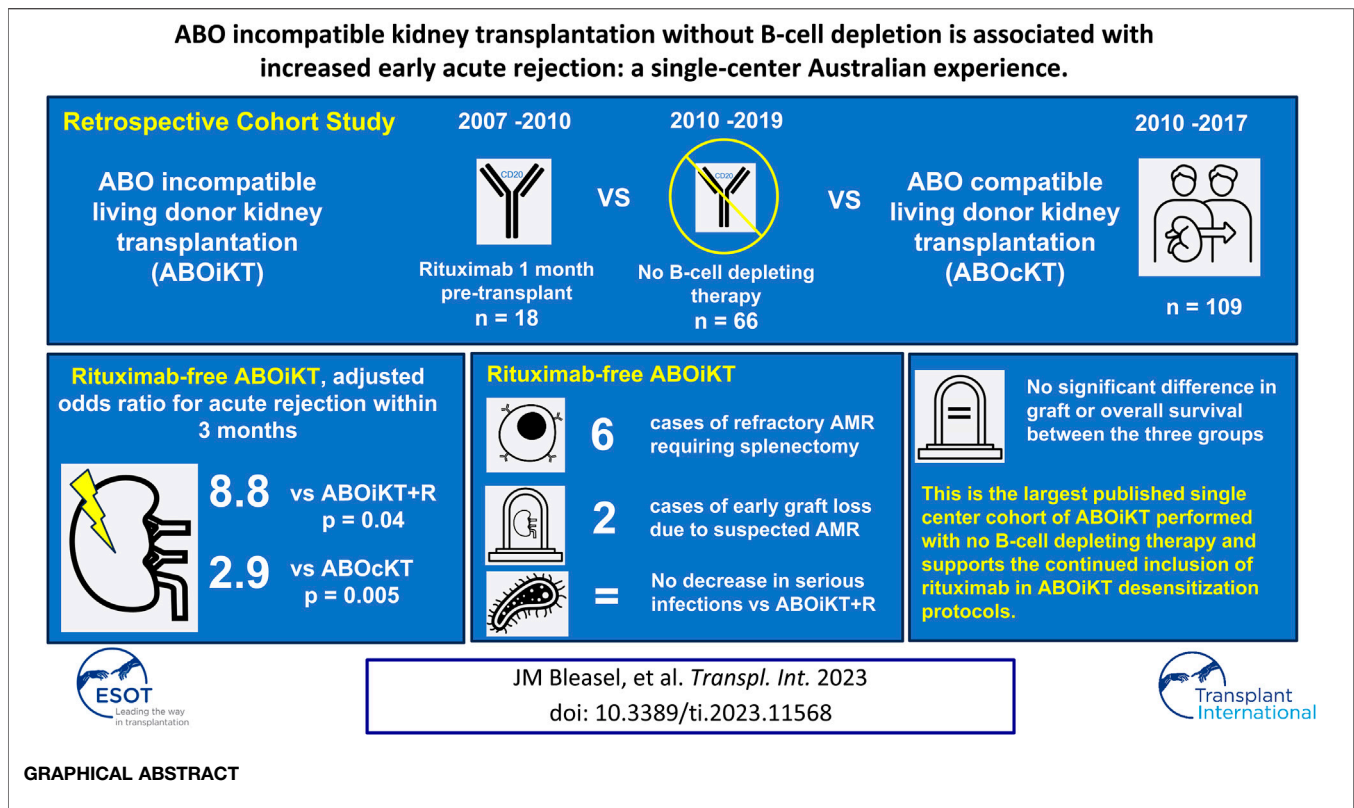 ABO incompatible kidney transplantation without B-cell depletion is associated with
increased early acute rejection: a single-center Australian experience.
Retrospective Cohort Study
ABO incompatible
living donor kidney
transplantation
(ABOiKT)
2007 -2010
CD20
Rituximab 1 month
pre-transplant
n = 18
VS
2010 -2019
CD20
No B-cell depleting
therapy
n = 66
VS
ABO compatible
living donor kidney
transplantation
(ABOcKT)
2010 -2017
n = 109
Rituximab-free ABOiKT, adjusted
odds ratio for acute rejection within
3 months
8.8 vs ABOiKT+R
p = 0.04
2.9 vs ABOcKT
p = 0.005
Rituximab-free ABOiKT
6 cases of refractory AMR
requiring splenectomy
2 cases of early graft loss
due to suspected AMR
= No decrease in serious
infections vs ABOiKT+R
=
No significant difference in
graft or overall survival
between the three groups
This is the largest published single
center cohort of ABOiKT performed
with no B-cell depleting therapy and
supports the continued inclusion of
rituximab in ABOiKT desensitization
protocols.
ESOT
Leading the way
in transplantation
JM Bleasel, et al. Transpl. Int. 2023
doi: 10.3389/ti.2023.11568
Transplant
International
GRAPHICAL ABSTRACT